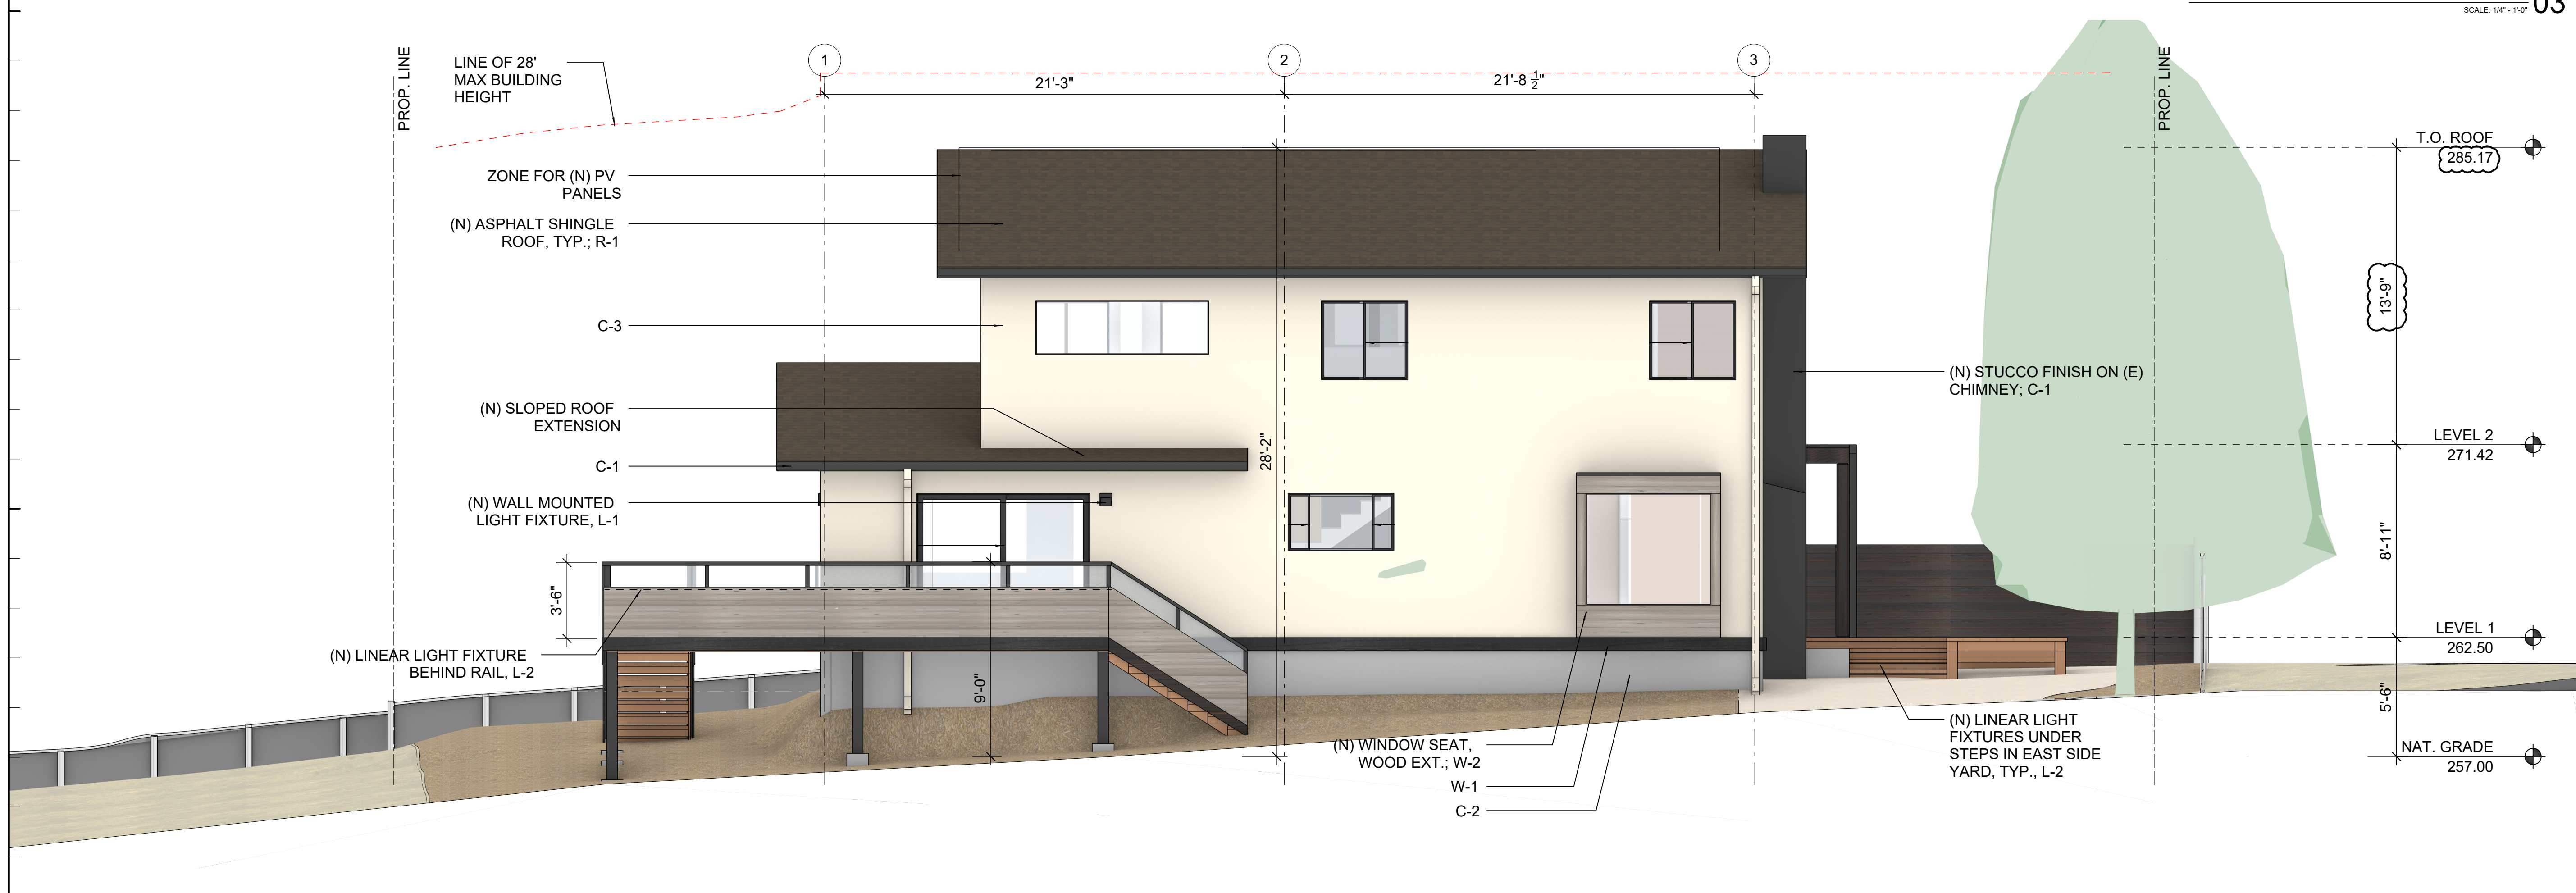 SCALE: 1/4" - 1'-0"
03
PROP. LINE
LINE OF 28'
MAX BUILDING
HEIGHT
1
2
3
21'-3"
21'-8 1/2"
PROP. LINE
T.O. ROOF
285.17
ZONE FOR (N) PV
PANELS
(N) ASPHALT SHINGLE
ROOF, TYP.; R-1
13'-9"
C-3
(N) STUCCO FINISH ON (E)
CHIMNEY; C-1
(N) SLOPED ROOF
EXTENSION
28'-2"
LEVEL 2
271.42
C-1
(N) WALL MOUNTED
LIGHT FIXTURE, L-1
8'-11"
3'-6"
LEVEL 1
262.50
(N) LINEAR LIGHT FIXTURE
BEHIND RAIL, L-2
9'-0"
5'-6"
(N) WINDOW SEAT,
WOOD EXT.; W-2
W-1
C-2
(N) LINEAR LIGHT
FIXTURES UNDER
STEPS IN EAST SIDE
YARD, TYP., L-2
NAT. GRADE
257.00